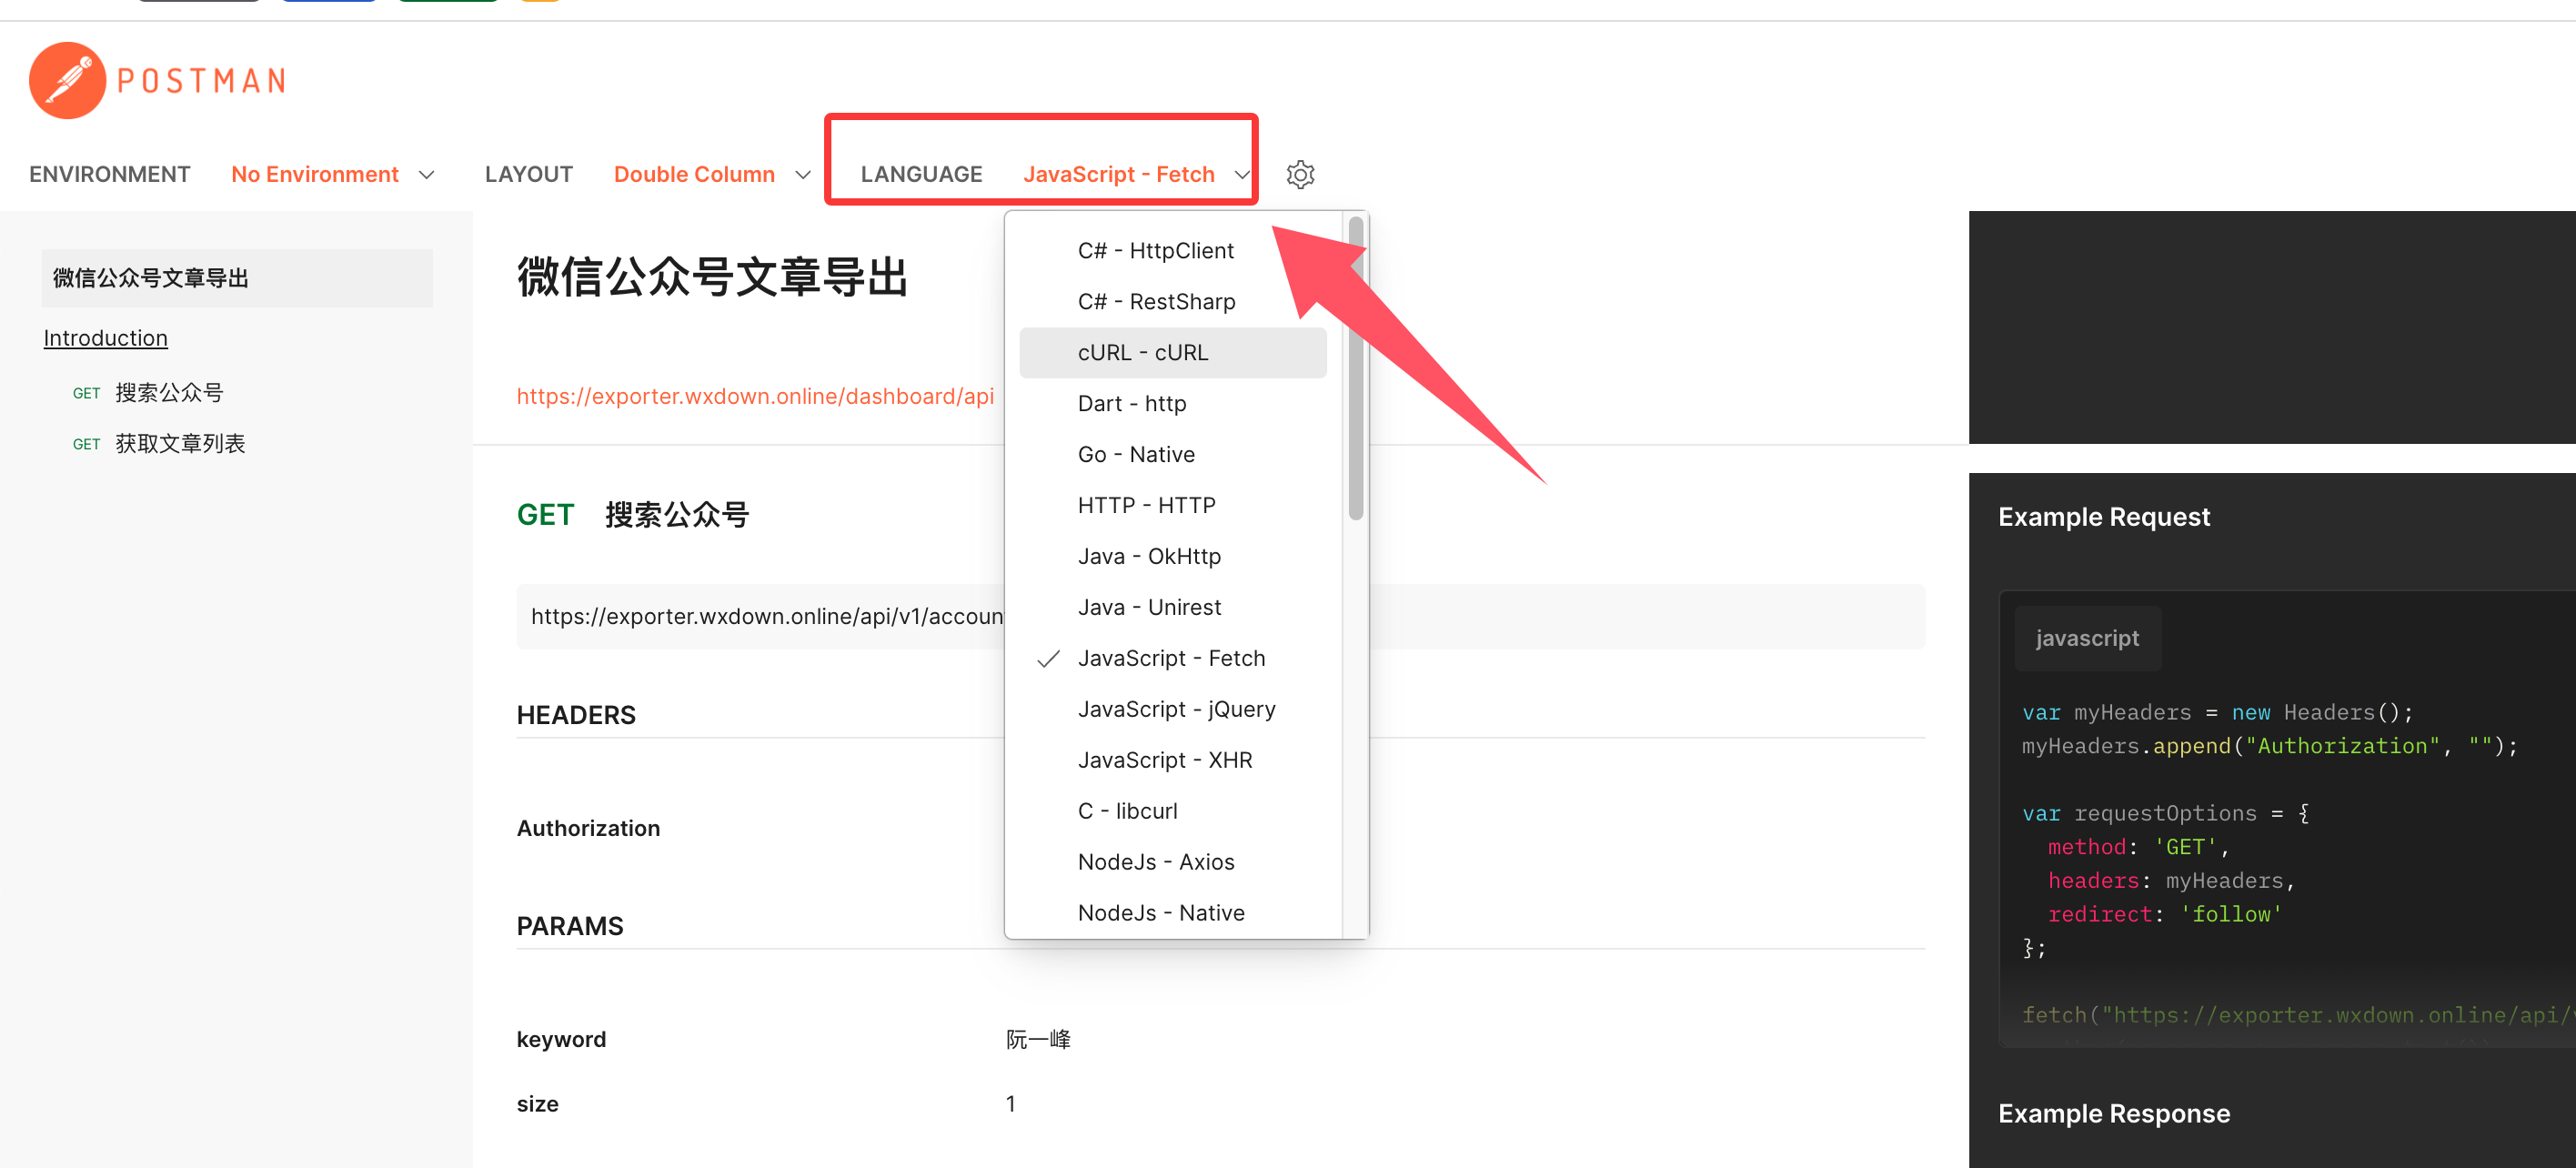 POSTMAN
ENVIRONMENT No Environment LAYOUT Double Column LANGUAGE JavaScript - Fetch
微信公众号文章导出
Introduction
GET 搜索公众号
GET 获取文章列表
微信公众号文章导出
https://exporter.wxdown.online/dashboard/api
GET 搜索公众号
https://exporter.wxdown.online/api/v1/accoun
HEADERS
Authorization
PARAMS
keyword 阮一峰
size 1
C# - HttpClient
C# - RestSharp
cURL - cURL
Dart - http
Go - Native
HTTP - HTTP
Java - OkHttp
Java - Unirest
JavaScript - Fetch
JavaScript - jQuery
JavaScript - XHR
C - libcurl
NodeJs - Axios
NodeJs - Native
Example Request
javascript
var myHeaders = new Headers();
myHeaders.append("Authorization", "");
var requestOptions = {
method: 'GET',
headers: myHeaders,
redirect: 'follow'
};
fetch("https://exporter.wxdown.online/api/
Example Response